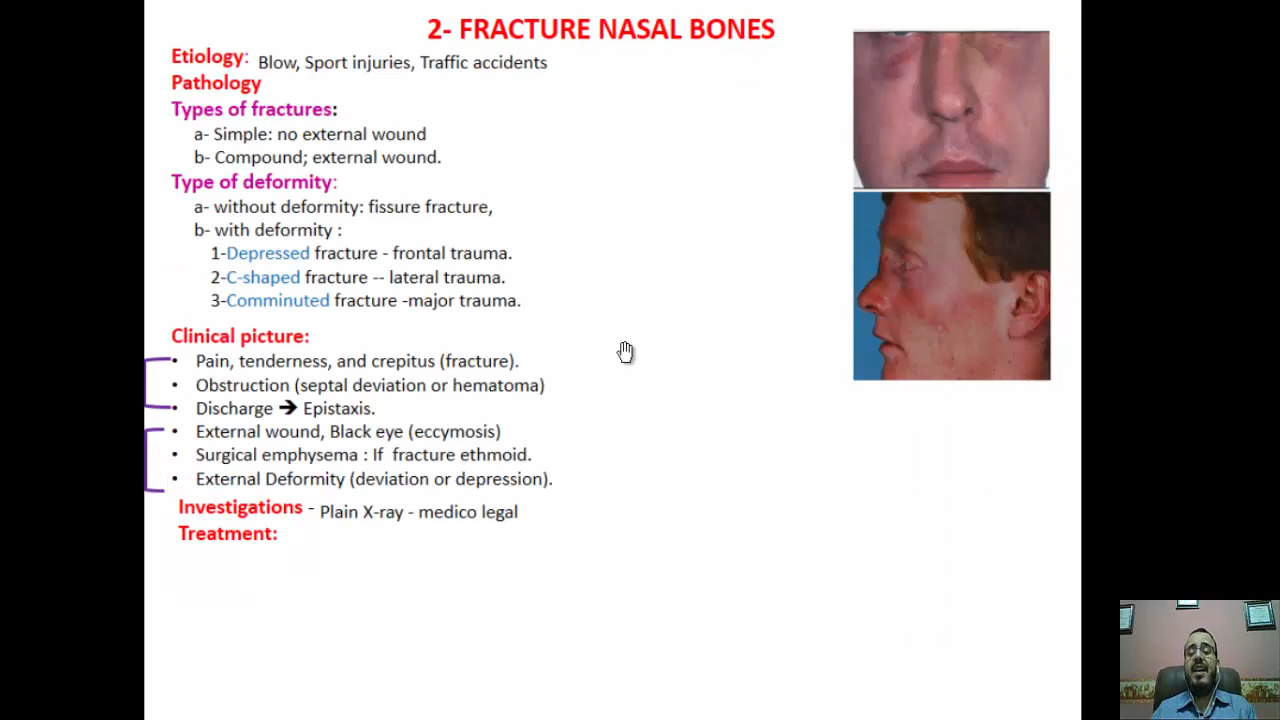 2- FRACTURE NASAL BONES
Etiology: Blow, Sport injuries, Traffic accidents
Pathology
Types of fractures:
a- Simple: no external wound
b- Compound; external wound.
Type of deformity:
a- without deformity: fissure fracture,
b- with deformity :
1-Depressed fracture - frontal trauma.
2-C-shaped fracture -- lateral trauma.
3-Comminuted fracture -major trauma.
Clinical picture:
• Pain, tenderness, and crepitus (fracture).
• Obstruction (septal deviation or hematoma)
• Discharge ➔ Epistaxis.
• External wound, Black eye (eccymosis)
• Surgical emphysema : If fracture ethmoid.
• External Deformity (deviation or depression).
Investigations - Plain X-ray - medico legal
Treatment: